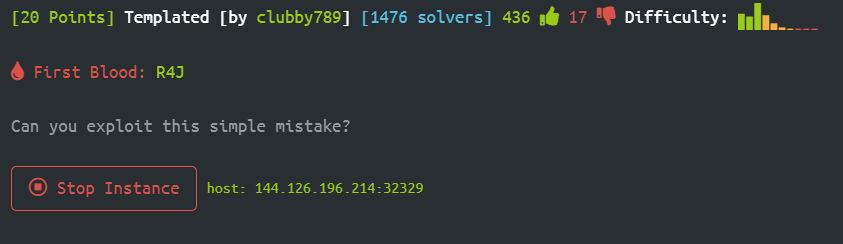 [20 Points] Templated [by clubby789] [1476 solvers] 436 17 Difficulty:
First Blood: R4J
Can you exploit this simple mistake?
Stop Instance host: 144.126.196.214:32329